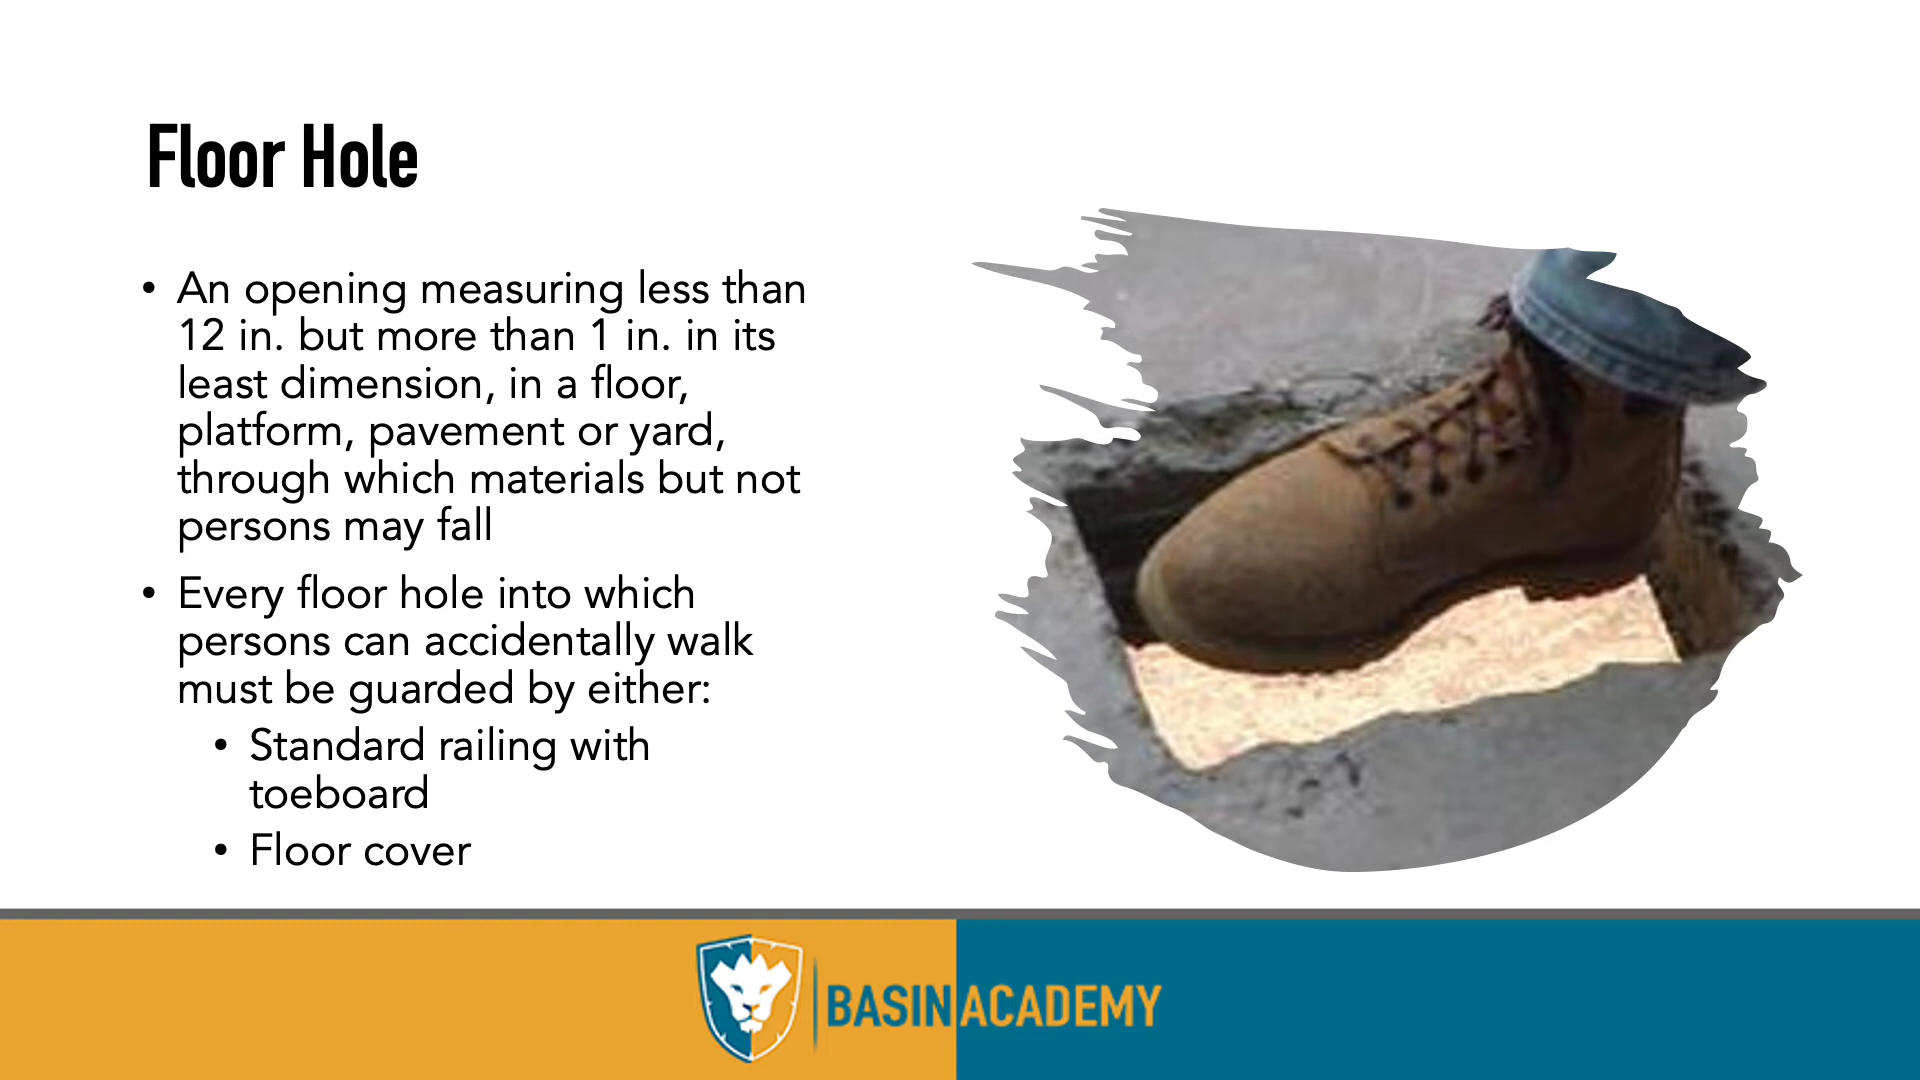 Floor Hole
• An opening measuring less than
12 in. but more than 1 in. in its
least dimension, in a floor,
platform, pavement or yard,
through which materials but not
persons may fall
• Every floor hole into which
persons can accidentally walk
must be guarded by either:
• Standard railing with
toeboard
• Floor cover
BASIN ACADEMY